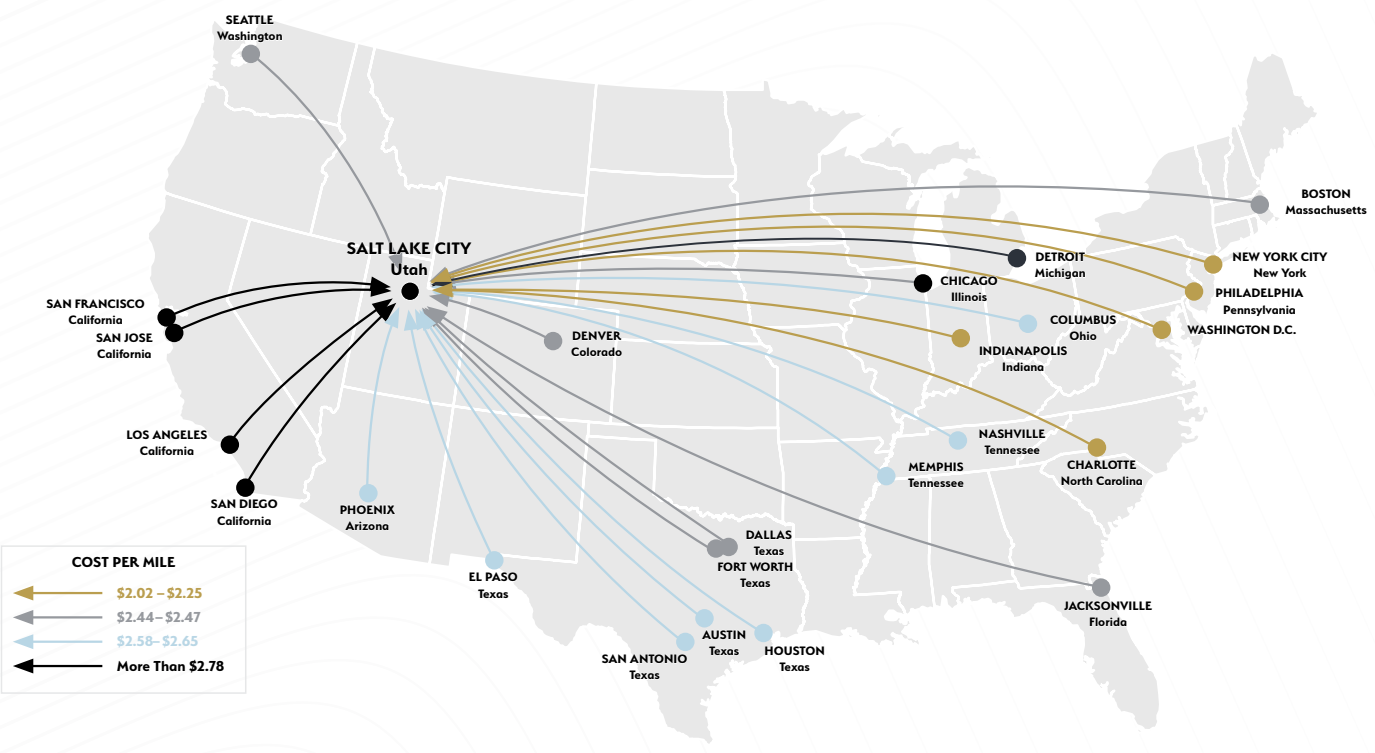 SEATTLE
Washington
BOSTON
Massachusetts
SALT LAKE CITY
Utah
DETROIT
Michigan
NEW YORK CITY
New York
CHICAGO
Illinois
PHILADELPHIA
Pennsylvania
SAN FRANCISCO
California
SAN JOSE
California
COLUMBUS
Ohio
WASHINGTON D.C.
DENVER
Colorado
INDIANAPOLIS
Indiana
LOS ANGELES
California
NASHVILLE
Tennessee
MEMPHIS
Tennessee
CHARLOTTE
North Carolina
SAN DIEGO
California
PHOENIX
Arizona
DALLAS
Texas
FORT WORTH
Texas
EL PASO
Texas
JACKSONVILLE
Florida
AUSTIN
Texas
HOUSTON
Texas
SAN ANTONIO
Texas
COST PER MILE
$2.02 – $2.25
$2.44– $2.47
$2.58– $2.65
More Than $2.78